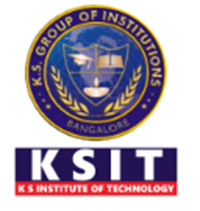 K.S. GROUP OF INSTITUTIONS
BANGALORE
KSIT
K S INSTITUTE OF TECHNOLOGY